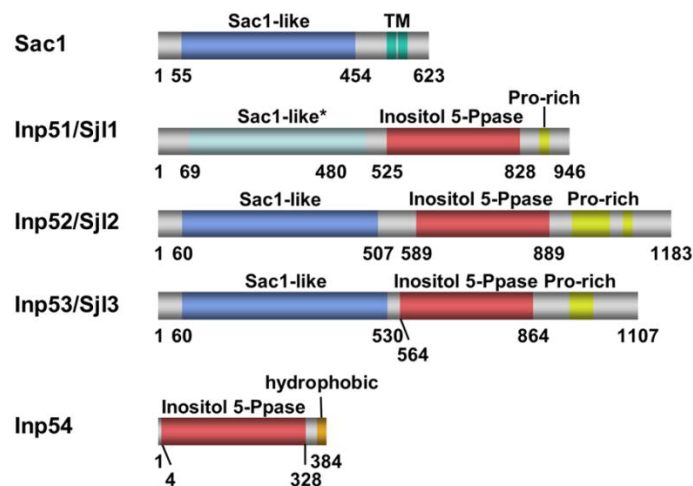 Sac1-like TM
Sac1
1 55 454 623
Pro-rich
Sac1-like* Inositol 5-Ppase
Inp51/Sjl1
1 69 480 525 828 946
Sac1-like Inositol 5-Ppase Pro-rich
Inp52/Sjl2
1 60 507 589 889 1183
Sac1-like Inositol 5-Ppase Pro-rich
Inp53/Sjl3
1 60 530 564 864 1107
hydrophobic
Inositol 5-Ppase
Inp54
1 384
4 328